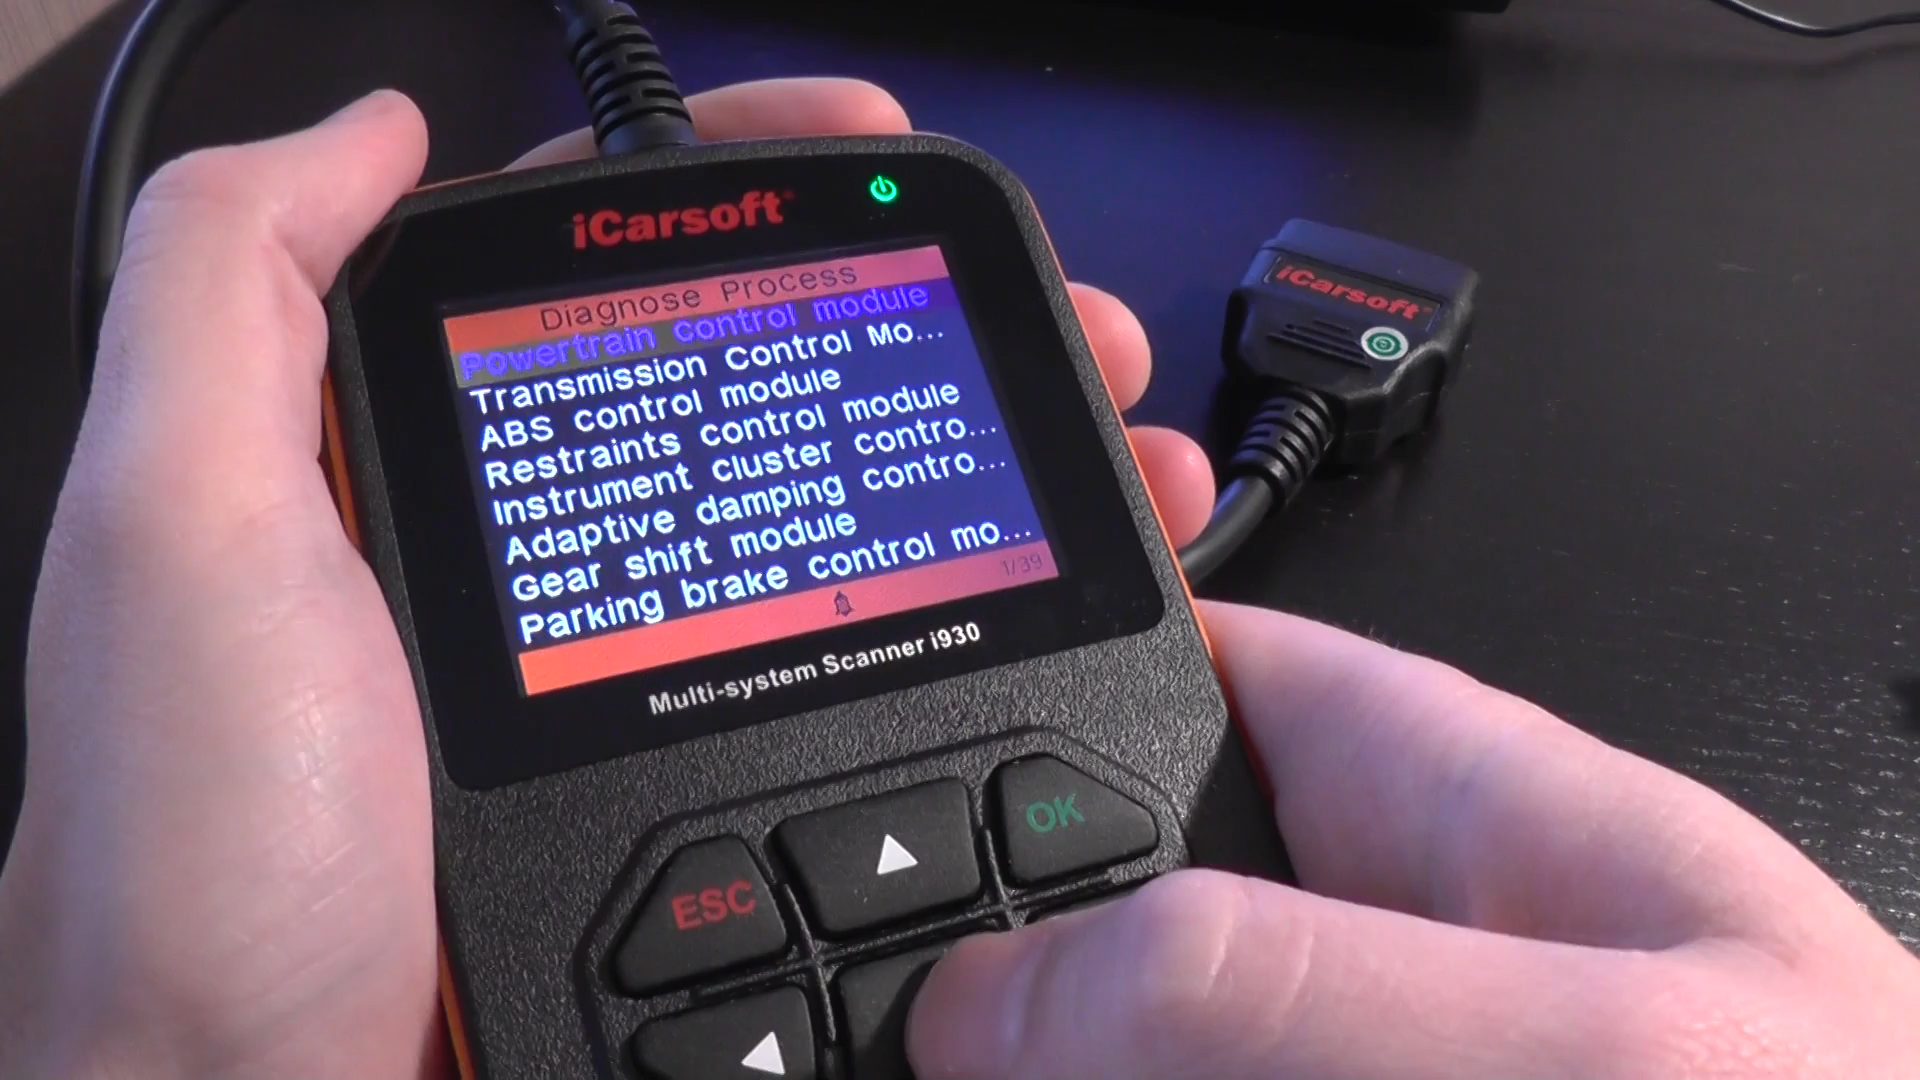 iCarsoft
Diagnose Process
Powertrain control module
Transmission Control Mo...
ABS control module
Restraints control module
Instrument cluster contro...
Adaptive damping contro...
Gear shift module
Parking brake control mo...
1/39
Multi-system Scanner i930
OK
ESC
iCarsoft